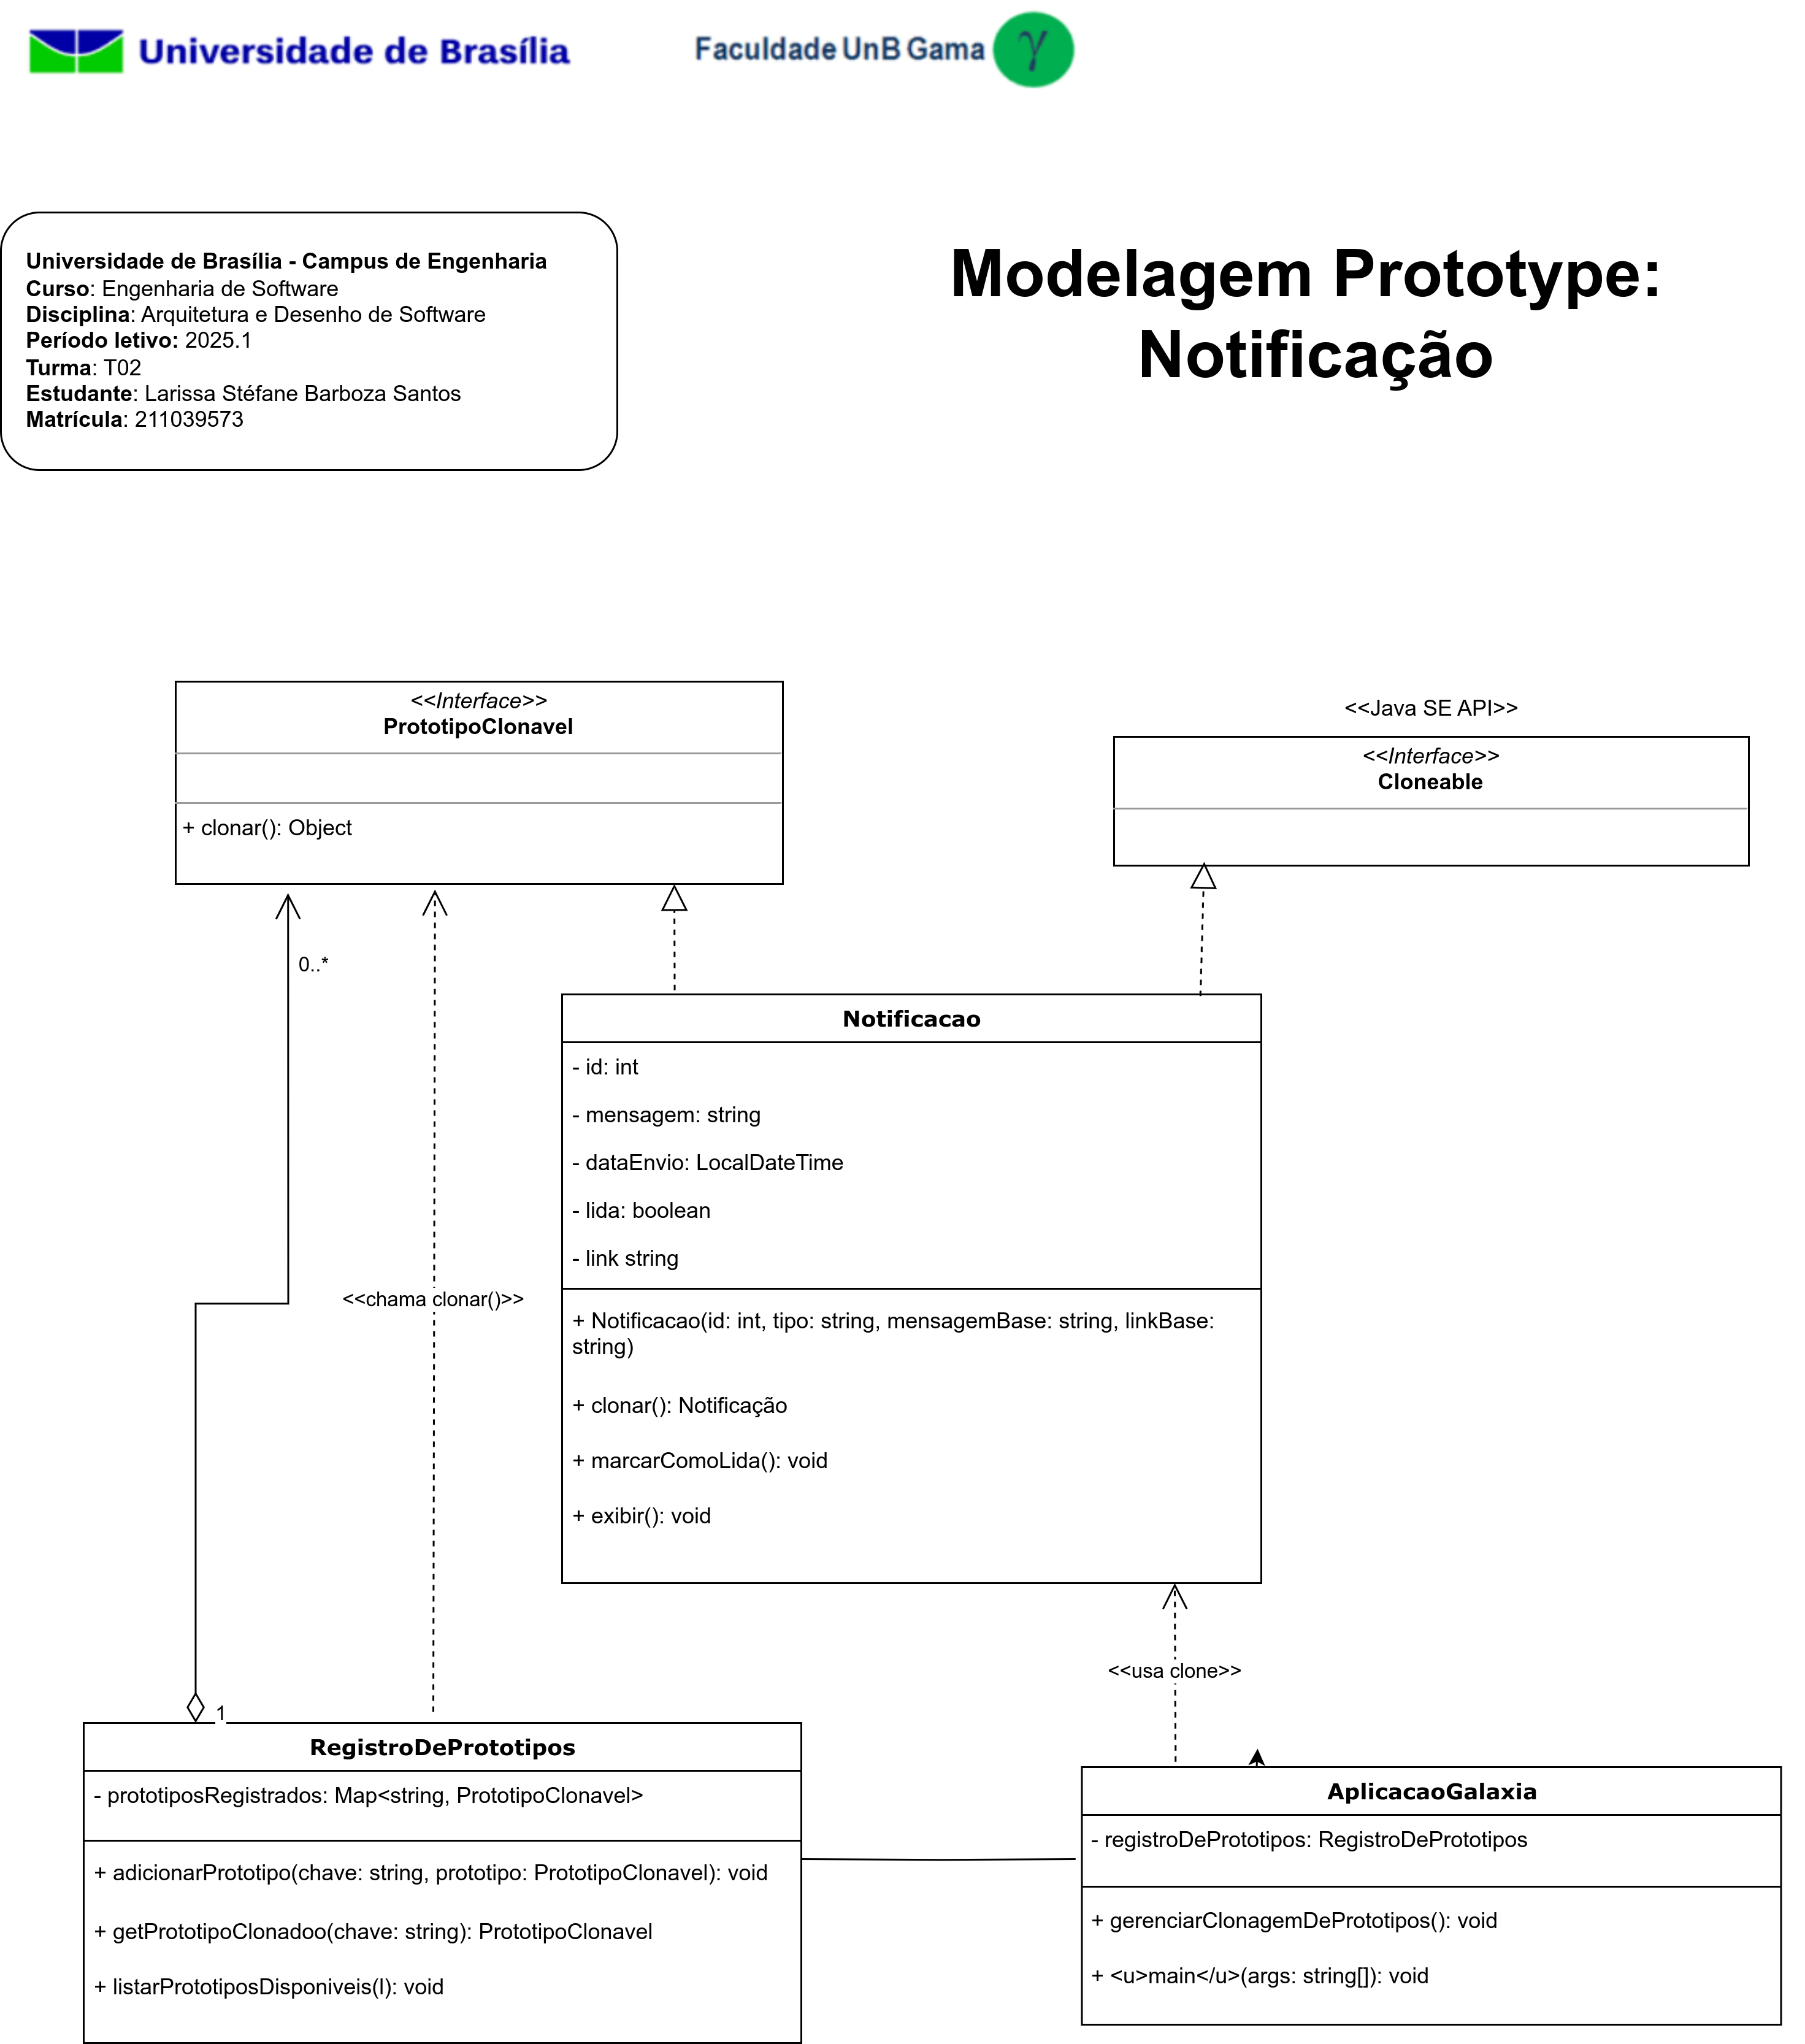 Universidade de Brasília
Faculdade UnB Gama γ
Universidade de Brasília - Campus de Engenharia
Curso: Engenharia de Software
Disciplina: Arquitetura e Desenho de Software
Período letivo: 2025.1
Turma: T02
Estudante: Larissa Stéfane Barboza Santos
Matrícula: 211039573
Modelagem Prototype:
Notificação
<<Interface>>
PrototipoClonavel
+ clonar(): Object
<<Java SE API>>
<<Interface>>
Cloneable
0..*
Notificacao
- id: int
- mensagem: string
- dataEnvio: LocalDateTime
- lida: boolean
- link string
<<chama clonar()>>
+ Notificacao(id: int, tipo: string, mensagemBase: string, linkBase:
string)
+ clonar(): Notificação
+ marcarComoLida(): void
+ exibir(): void
<<usa clone>>
1
RegistroDePrototipos
- prototiposRegistrados: Map<string, PrototipoClonavel>
+ adicionarPrototipo(chave: string, prototipo: PrototipoClonavel): void
+ getPrototipoClonadoo(chave: string): PrototipoClonavel
+ listarPrototiposDisponiveis(l): void
AplicacaoGalaxia
- registroDePrototipos: RegistroDePrototipos
+ gerenciarClonagemDePrototipos(): void
+ <u>main</u>(args: string[]): void